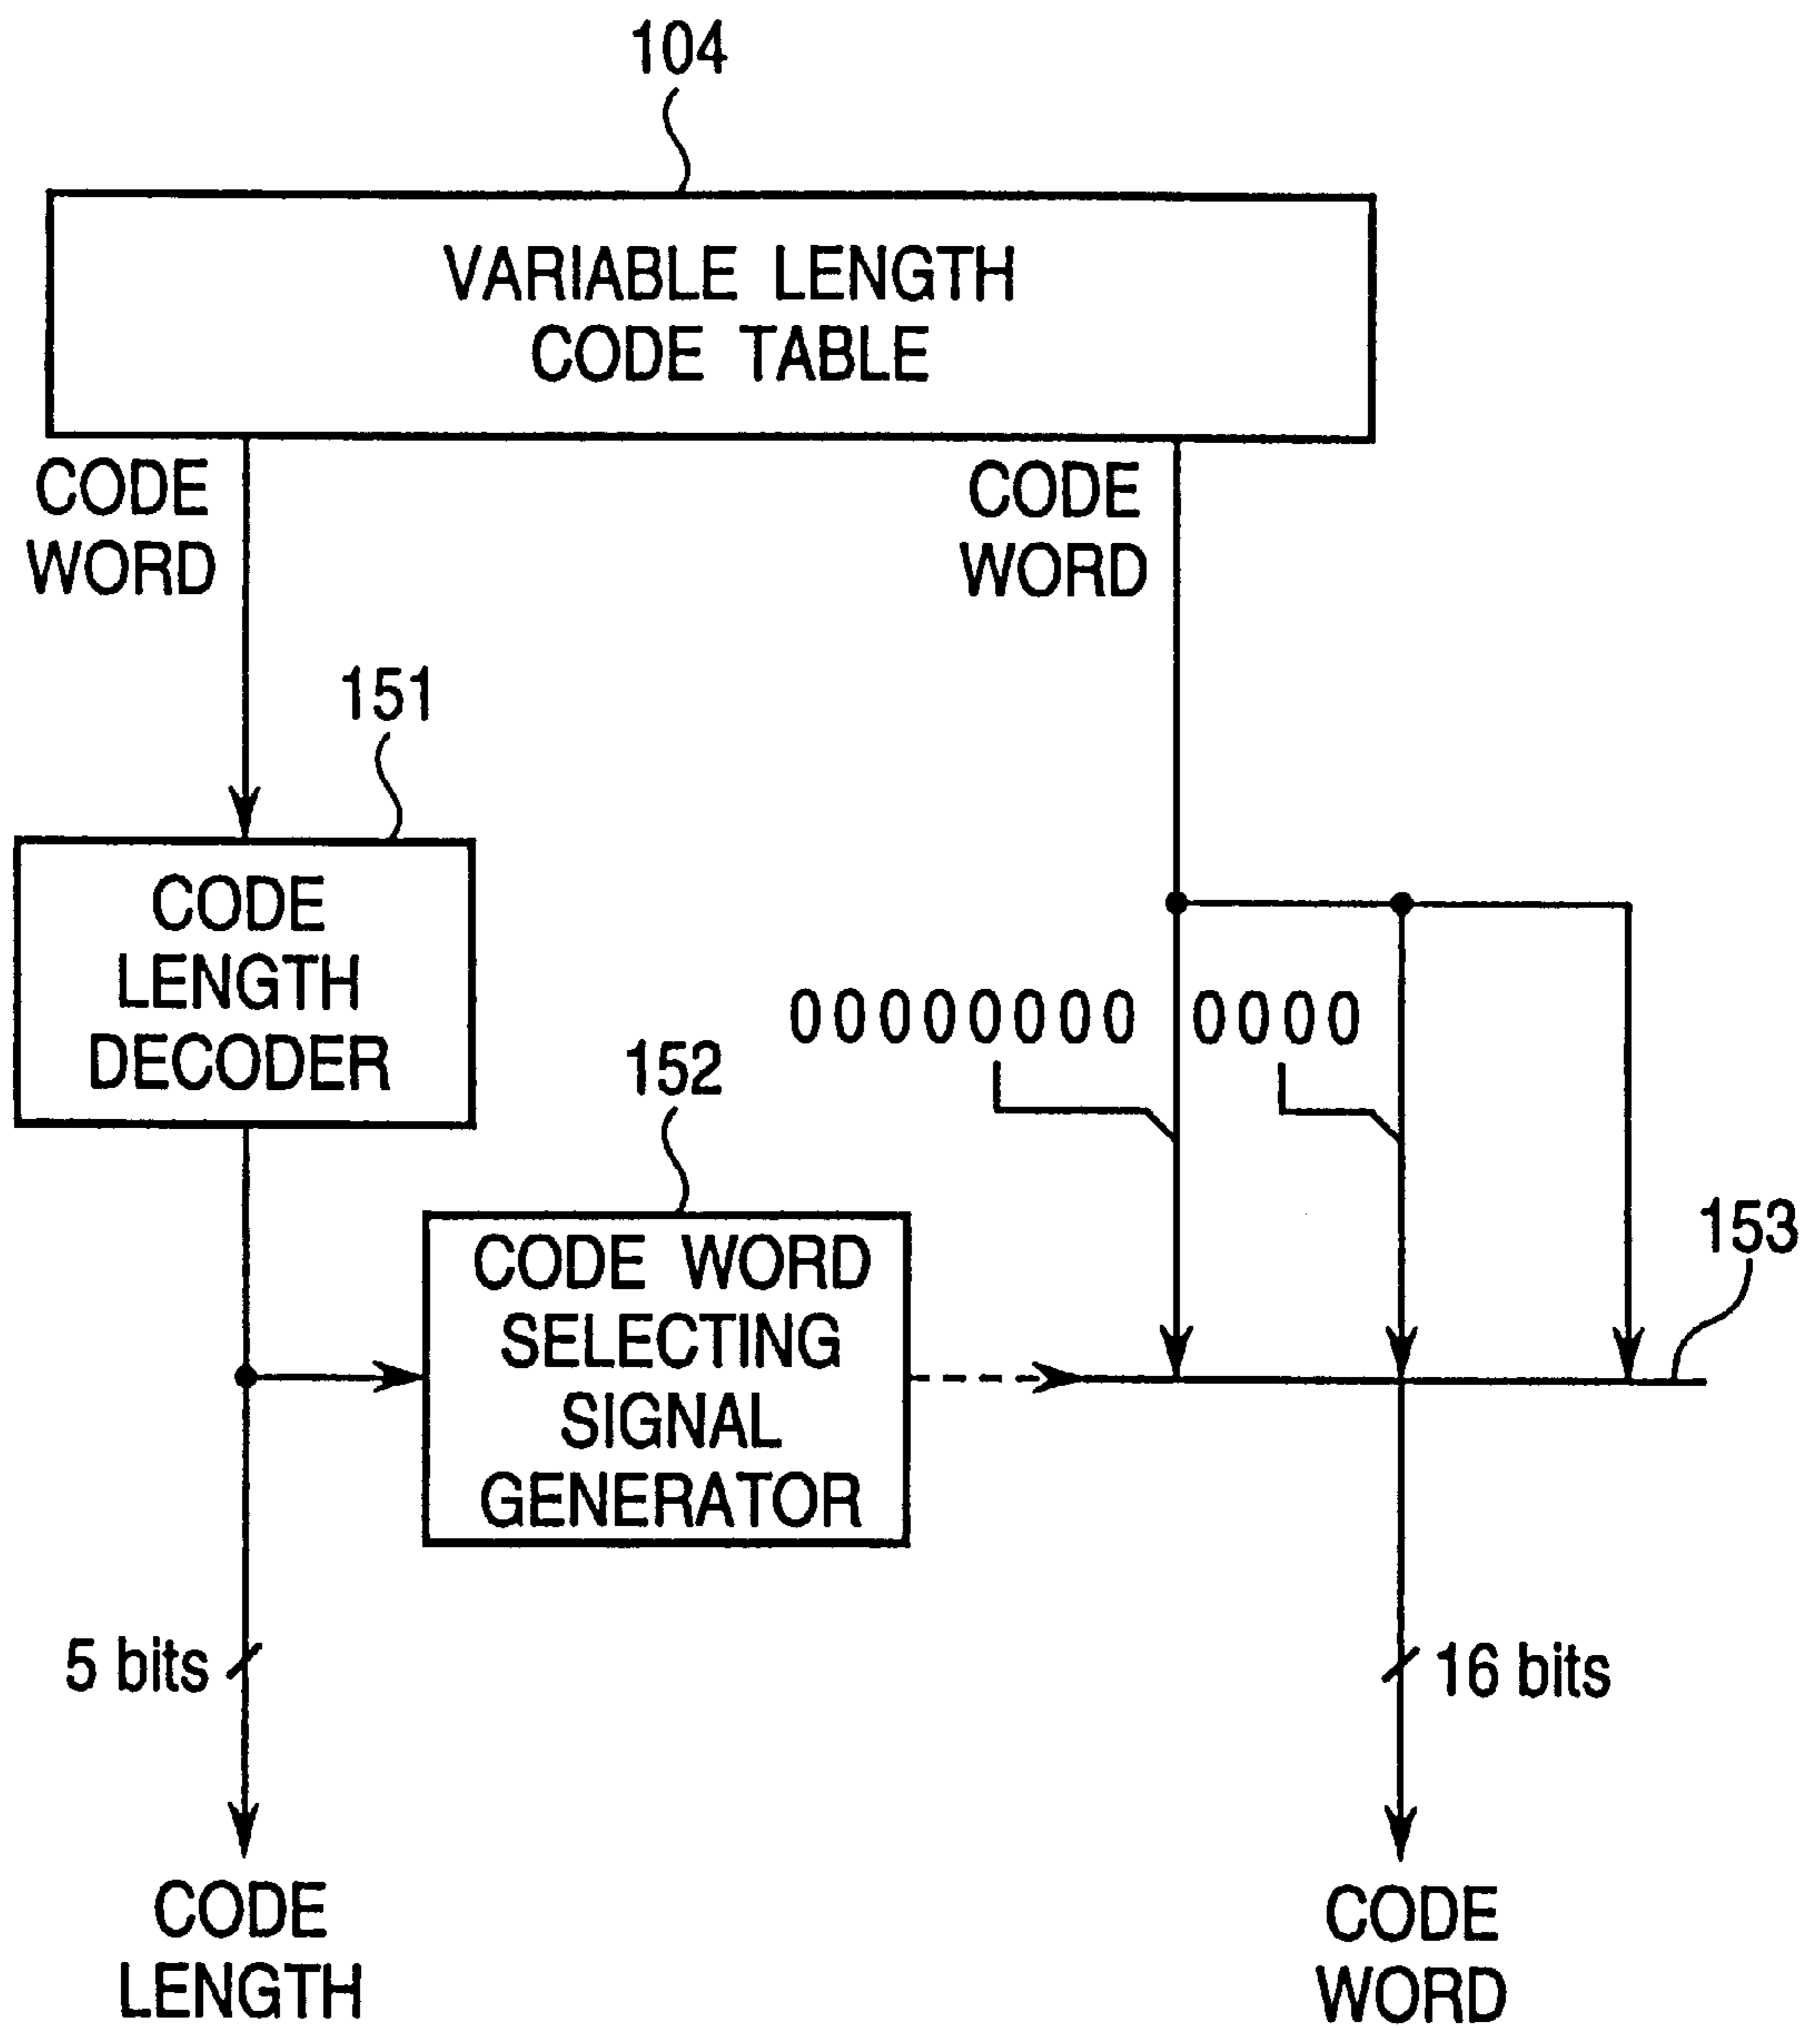 104
VARIABLE LENGTH
CODE TABLE
CODE
WORD
CODE
WORD
151
CODE
LENGTH
DECODER
00000000
0000
152
CODE WORD
SELECTING
SIGNAL
GENERATOR
153
5 bits
16 bits
CODE
LENGTH
CODE
WORD